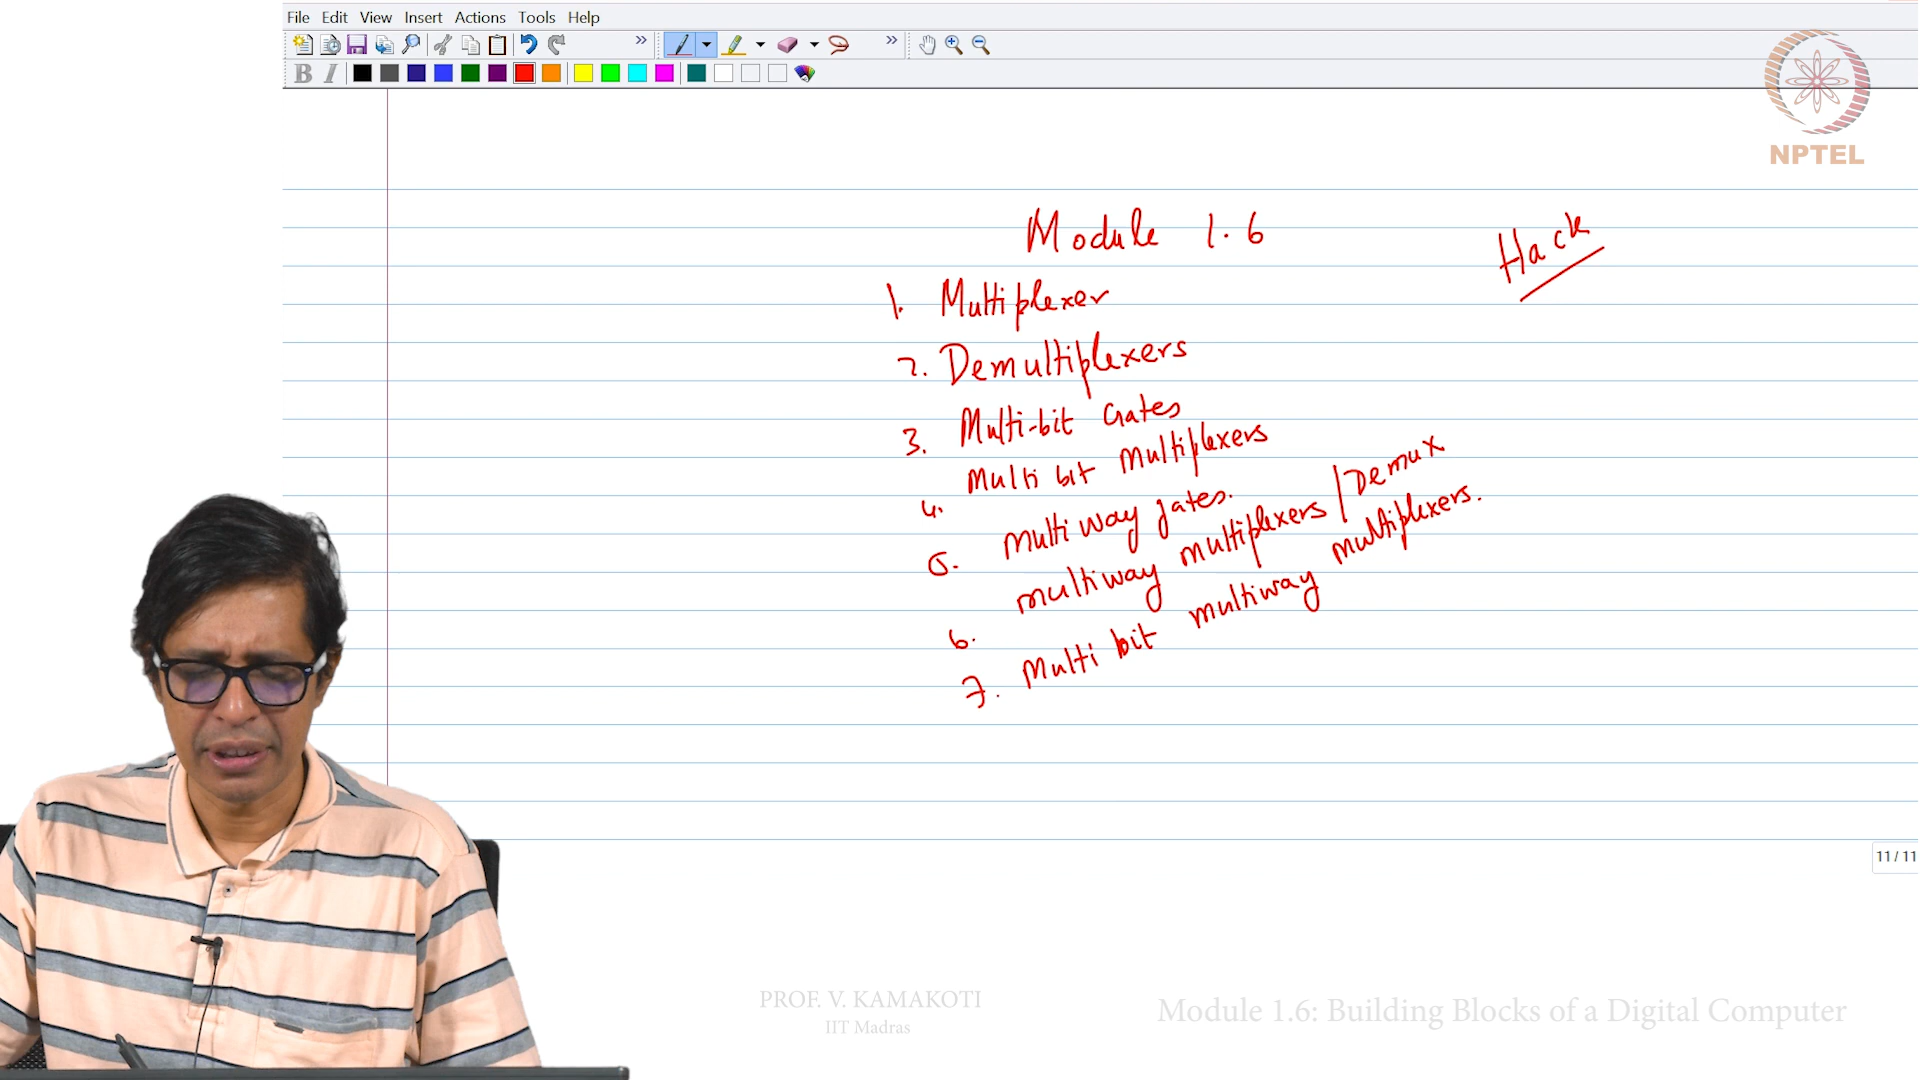 File Edit View Insert Actions Tools Help
B I
NPTEL
Module 1.6
Hack
1. Multiplexer
2. Demultiplexers
3. Multi-bit Gates
4. Multi bit Multiplexers
5. multi way gates.
6. multiway multiplexers / Demux
7. Multi bit multiway multiplexers.
11 / 11
PROF. V. KAMAKOTI
IIT Madras
Module 1.6: Building Blocks of a Digital Computer